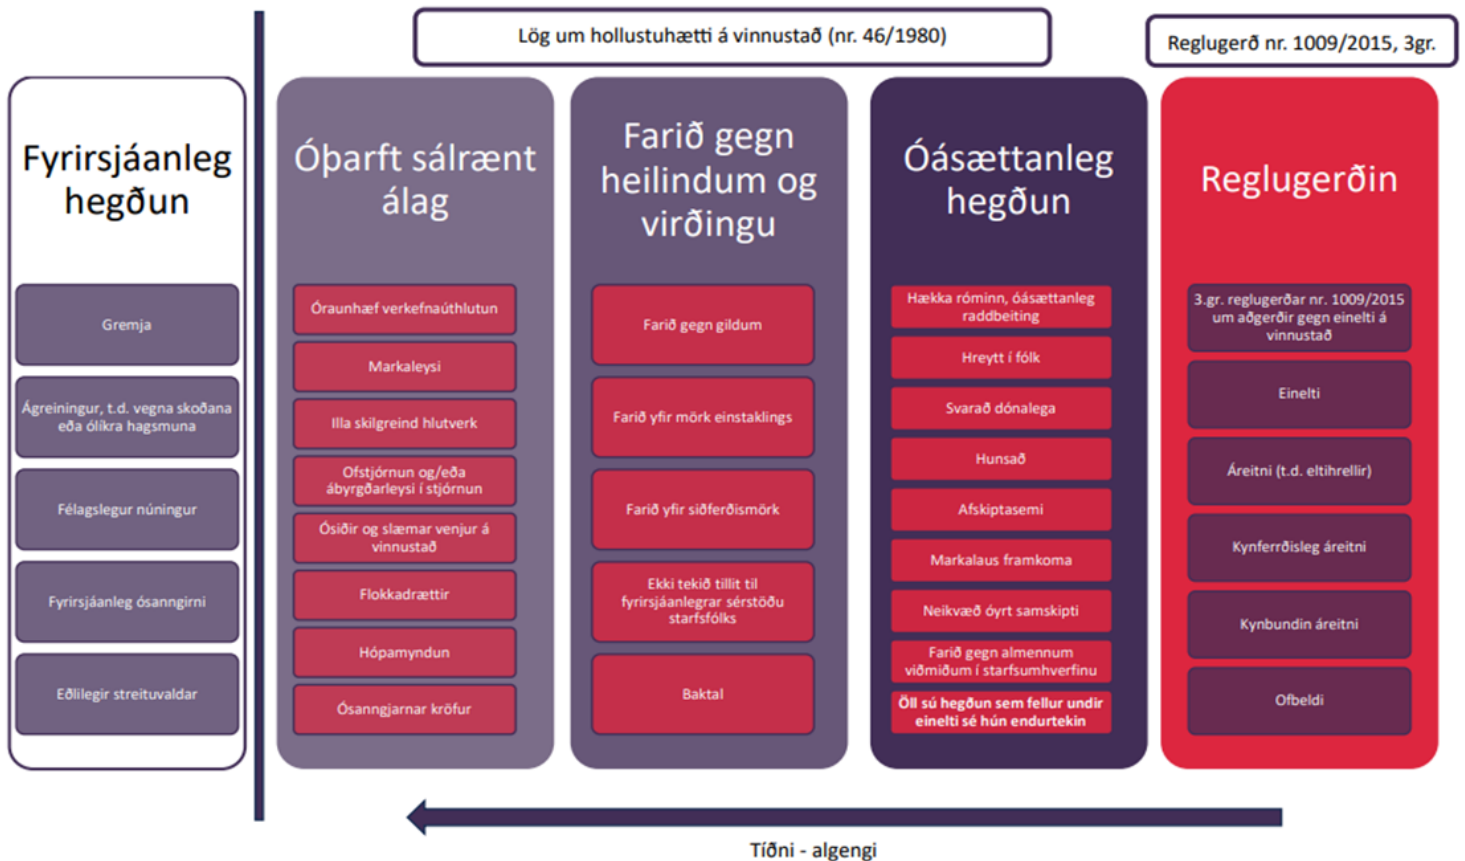 Lög um hollustuhætti á vinnustað (nr. 46/1980)
Reglugerð nr. 1009/2015, 3gr.
Fyrirsjáanleg
hegðun
Gremja
Ágreiningur, t.d. vegna skoðana
eða ólíkra hagsmuna
Félagslegur núningur
Fyrirsjáanleg ósanngirni
Eðlilegir streituvaldar
Óþarft sálrænt
álag
Óraunhæf verkefnaúthlutun
Markaleysi
Illa skilgreind hlutverk
Ofstjórnun og/eða
ábyrgðarleysi í stjórnun
Ósiðir og slæmar venjur á
vinnustað
Flokkadrættir
Hópamyndun
Ósanngjarnar kröfur
Farið gegn
heilindum og
virðingu
Farið gegn gildum
Farið yfir mörk einstaklings
Farið yfir siðferðismörk
Ekki tekið tillit til
fyrirsjáanlegrar sérstöðu
starfsfólks
Baktal
Óásættanleg
hegðun
Hækka róminn, óásættanleg
raddbeiting
Hreytt í fólk
Svarað dónalega
Hunsað
Afskiptasemi
Markalaus framkoma
Neikvæð óyrt samskipti
Farið gegn almennum
viðmiðum í starfsumhverfinu
Öll sú hegðun sem fellur undir
einelti sé hún endurtekin
Reglugerðin
3.gr. reglugerðar nr. 1009/2015
um aðgerðir gegn einelti á
vinnustað
Einelti
Áreitni (t.d. eltihrellir)
Kynferrðisleg áreitni
Kynbundin áreitni
Ofbeldi
Tíðni - algengi